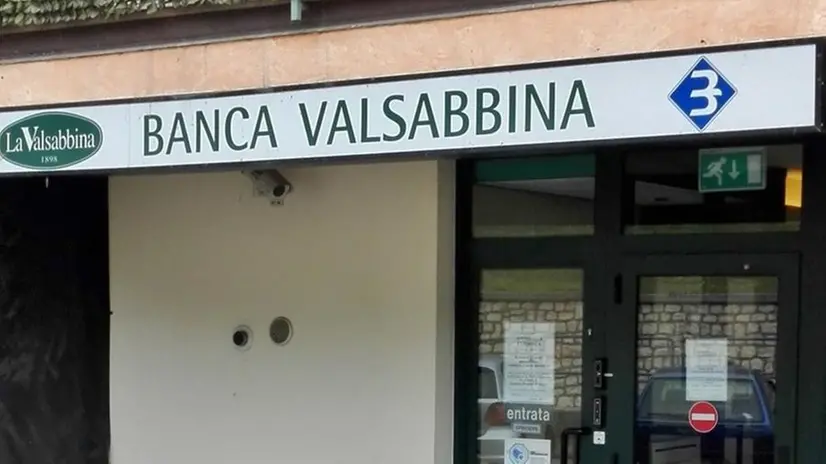 La Valsabbina
1898
BANCA VALSABBINA
entrata